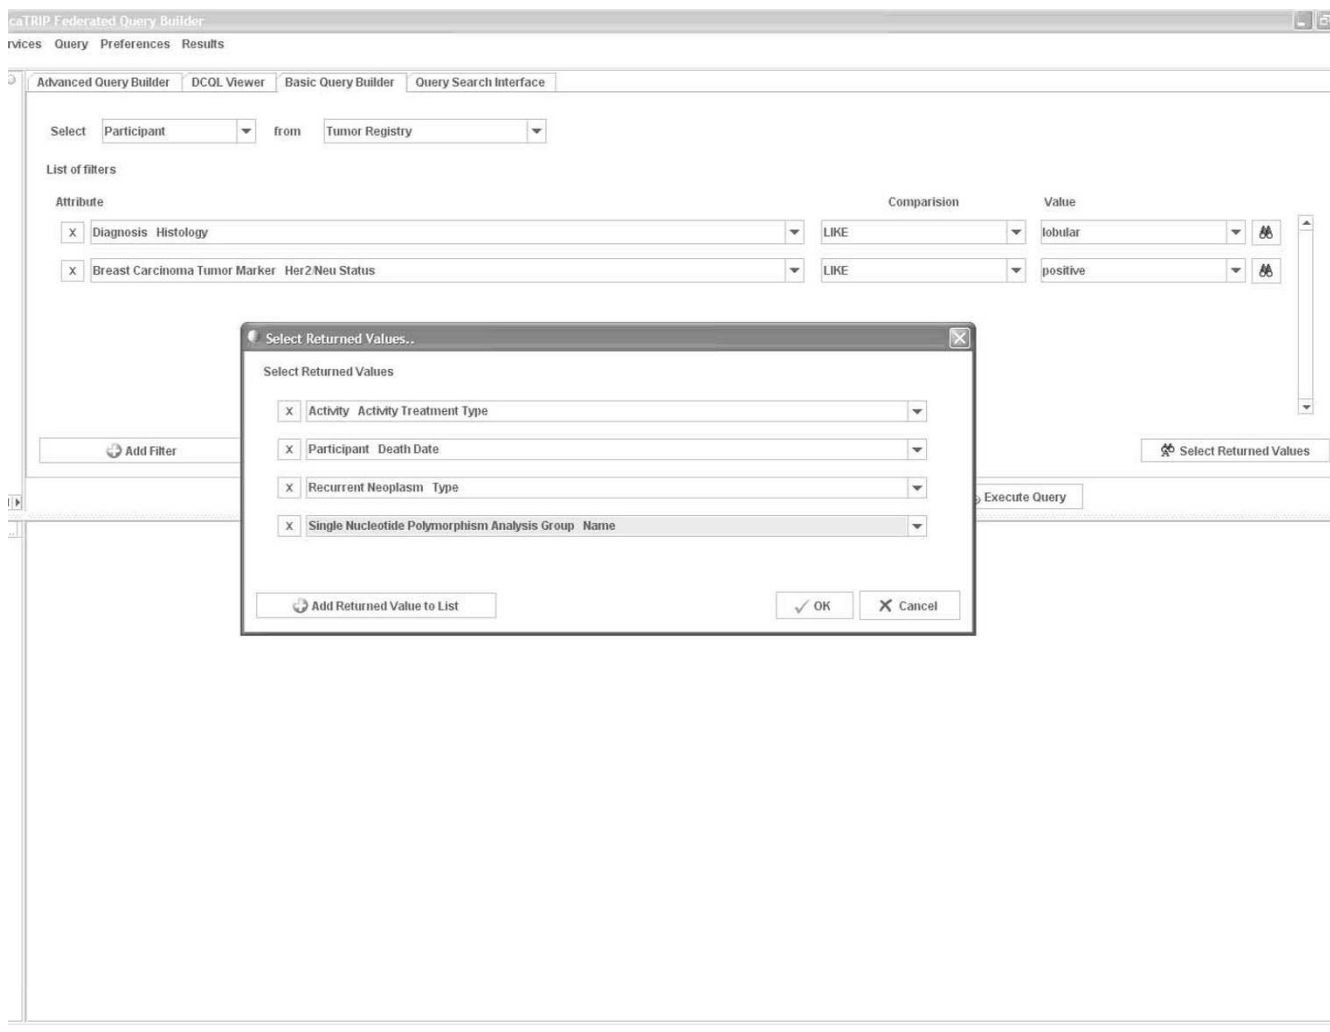 caTRIP Federated Query Builder
rvices Query Preferences Results
Advanced Query Builder DCQL Viewer Basic Query Builder Query Search Interface
Select Participant from Tumor Registry
List of filters
Attribute Comparision Value
X Diagnosis Histology LIKE lobular
X Breast Carcinoma Tumor Marker Her2/Neu Status LIKE positive
Select Returned Values..
Select Returned Values
X Activity Activity Treatment Type
Add Filter X Participant Death Date Select Returned Values
X Recurrent Neoplasm Type
Execute Query
X Single Nucleotide Polymorphism Analysis Group Name
Add Returned Value to List OK Cancel